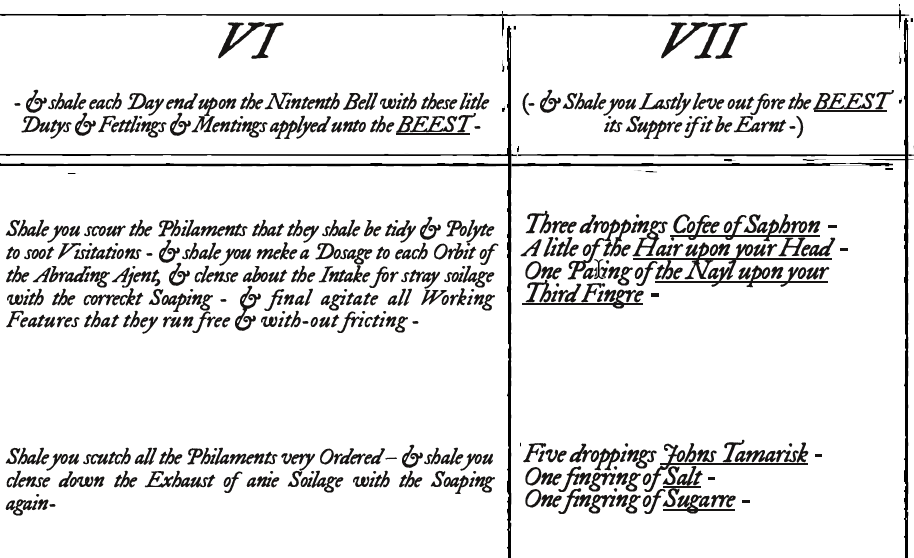 VI
- & shale each Day end upon the Nintenth Bell with these litle
Dutys & Fettlings & Mentings applyed unto the BEEST -
Shale you scour the Philaments that they shale be tidy & Polyte
to soot Visitations - & shale you meke a Dosage to each Orbit of
the Abrading Ajent, & clense about the Intake for stray soilage
with the correckt Soaping - & final agitate all Working
Features that they run free & with-out fricting -
Shale you scutch all the Philaments very Ordered – & shale you
clense down the Exhaust of anie Soilage with the Soaping
again-
VII
(- & Shale you Lastly leve out fore the BEEST
its Suppre if it be Earnt -)
Three droppings Cofee of Saphron -
A litle of the Hair upon your Head -
One of the Nayl upon your
Third Fingre -
Five droppings Johns Tamarisk -
One fingring of Salt -
One fingring of Sugarre -